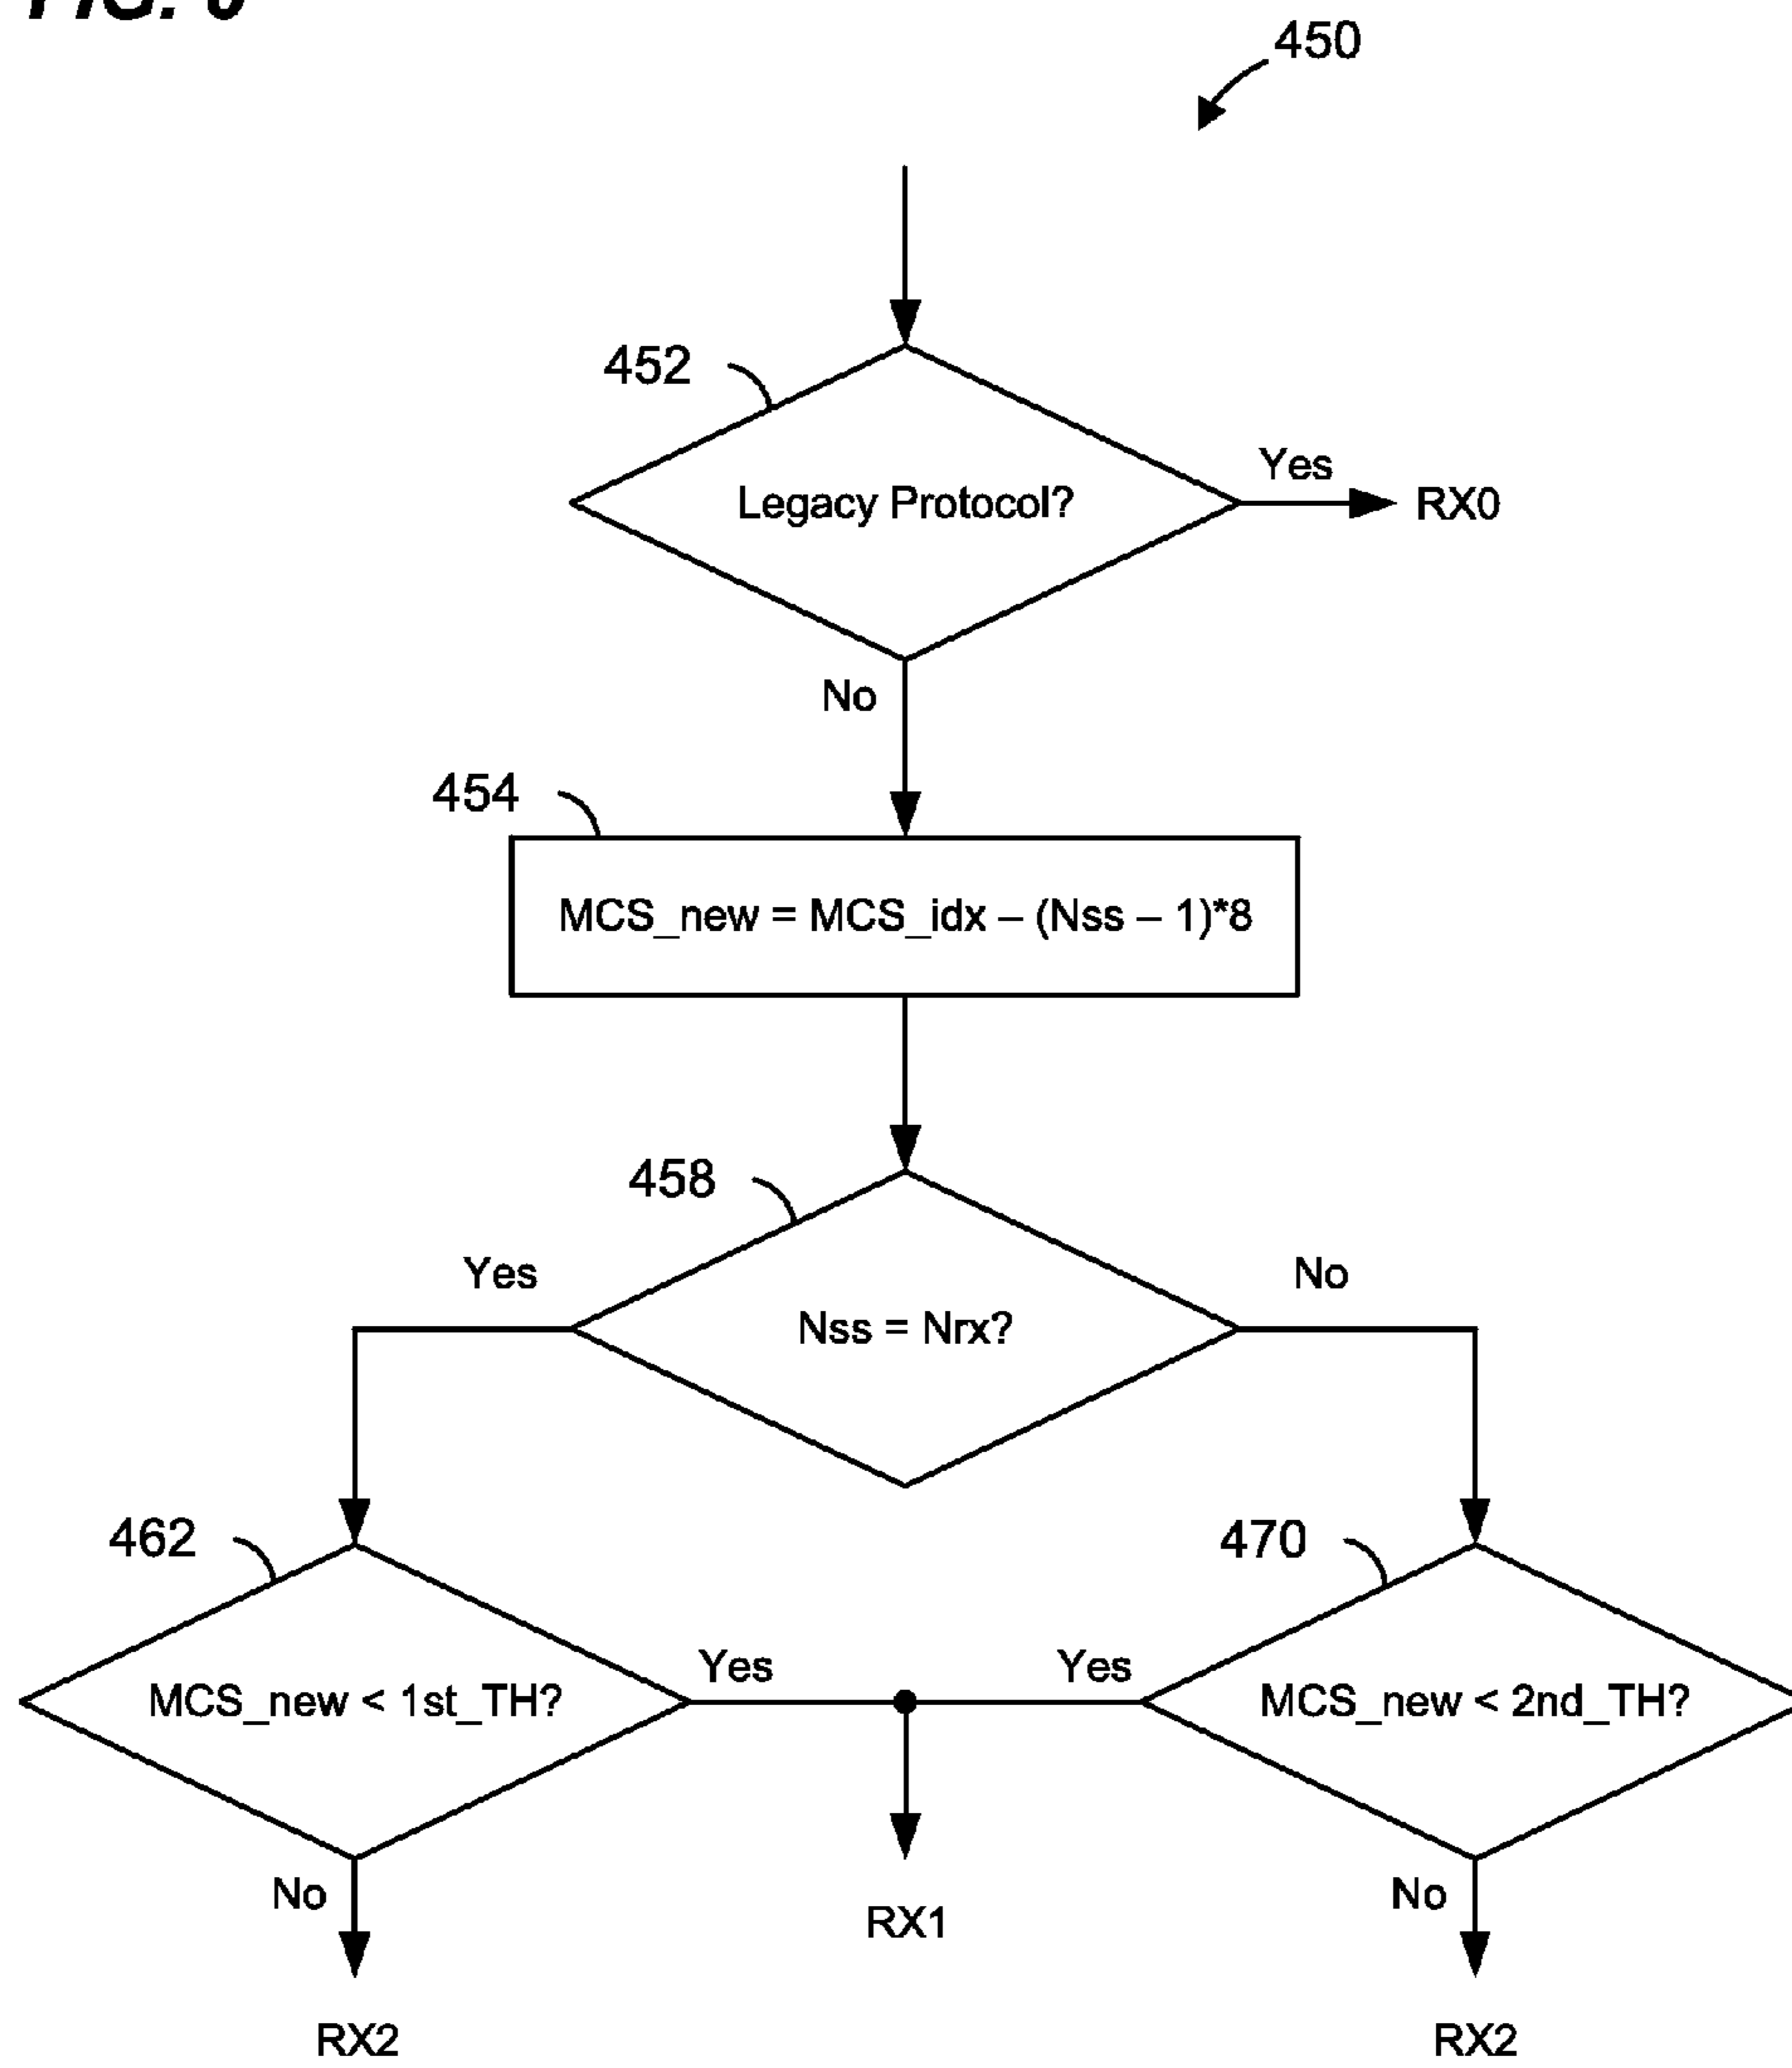 FIG.
450
452
Legacy Protocol?
Yes
RX0
No
454
MCS_new = MCS_idx – (Nss – 1)*8
458
Yes
No
Nss = Nrx?
462
470
MCS_new < 1st_TH?
Yes
Yes
MCS_new < 2nd_TH?
No
RX1
No
RX2
RX2